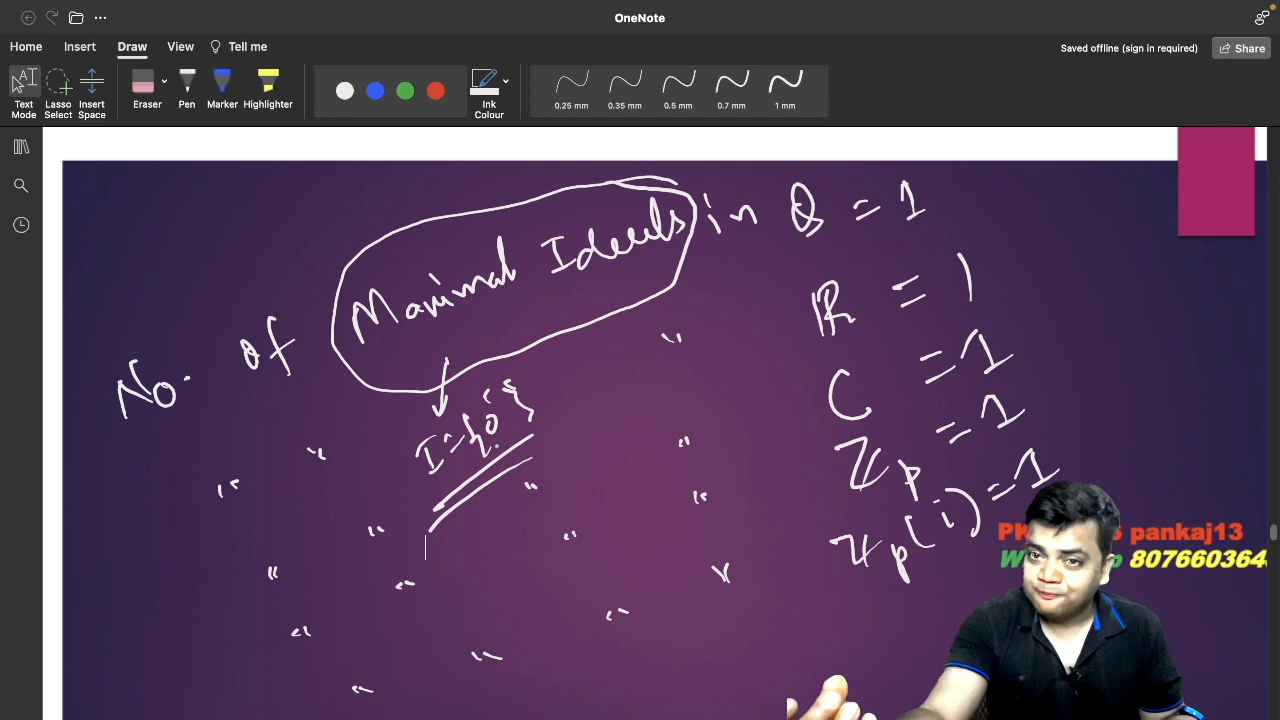 OneNote
Home Insert Draw View Tell me
Saved offline (sign in required) Share
Text Mode
Lasso Select
Insert Space
Eraser Pen Marker Highlighter
Ink Colour
0.25 mm 0.35 mm 0.5 mm 0.7 mm 1 mm
No. of Maximal Ideals in Q = 1
" R = 1
" " C = 1
" " " Z_p = 1
" " " Z_p(i) = 1
I = {0}
pankaj13
807660364